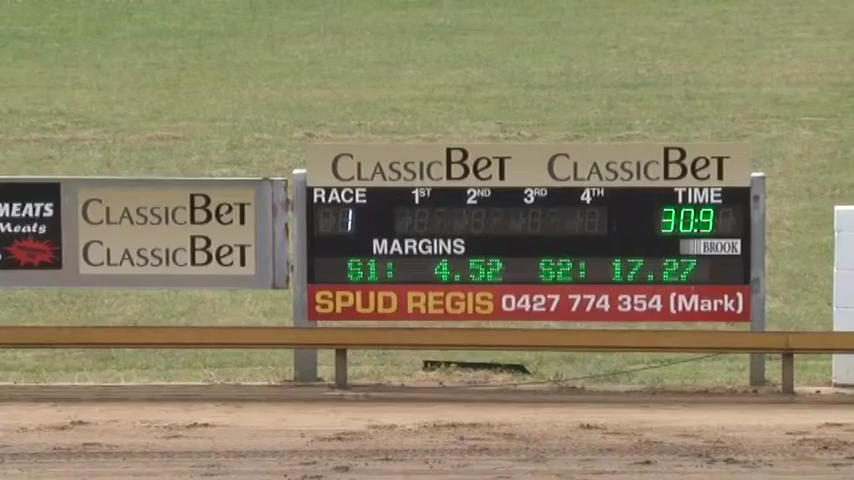 CLASSICBET CLASSICBET
RACE 1ST 2ND 3RD 4TH TIME
1 30:9
MARGINS BROOK
S1: 4.52 S2: 17.27
SPUD REGIS 0427 774 354 (Mark)
MEATS
Meats
CLASSICBET
CLASSICBET